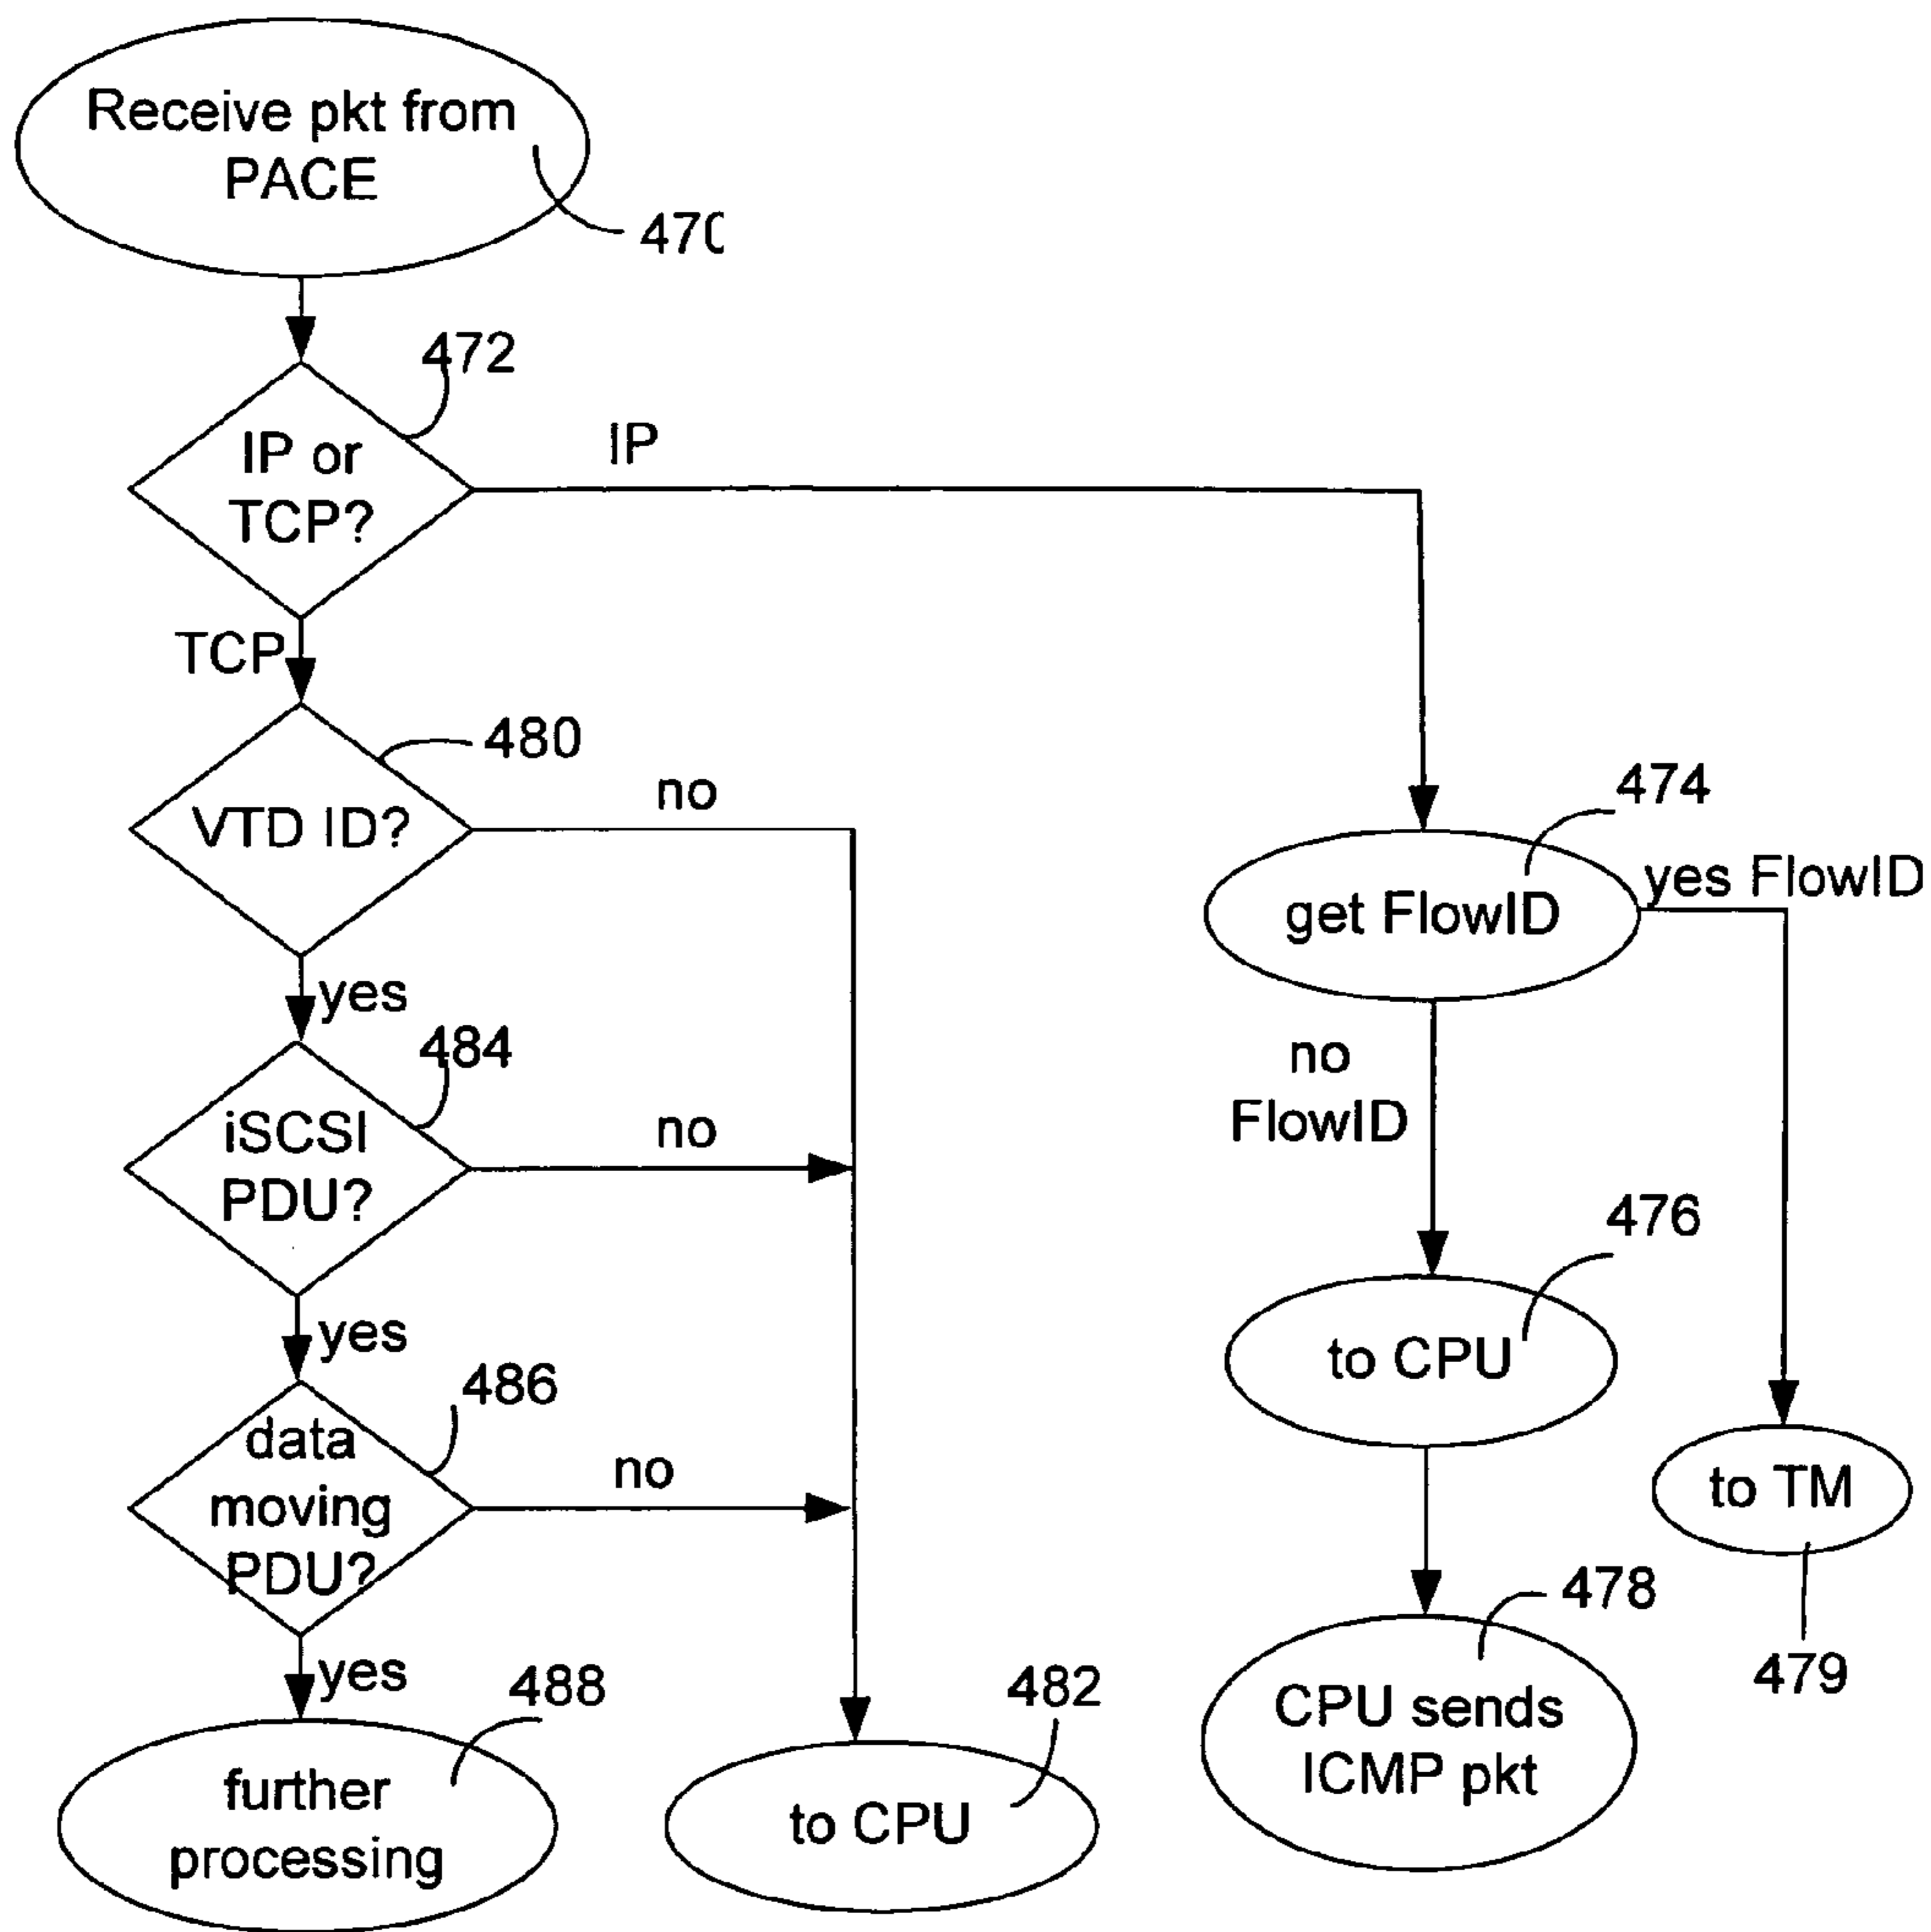 Receive pkt from
PACE
470
472
IP or
TCP?
IP
TCP
480
VTD ID?
no
474
get FlowID
yes FlowID
yes
484
iSCSI
PDU?
no
no
FlowID
476
to CPU
yes
486
data
moving
PDU?
no
to TM
479
478
CPU sends
ICMP pkt
yes
488
further
processing
482
to CPU